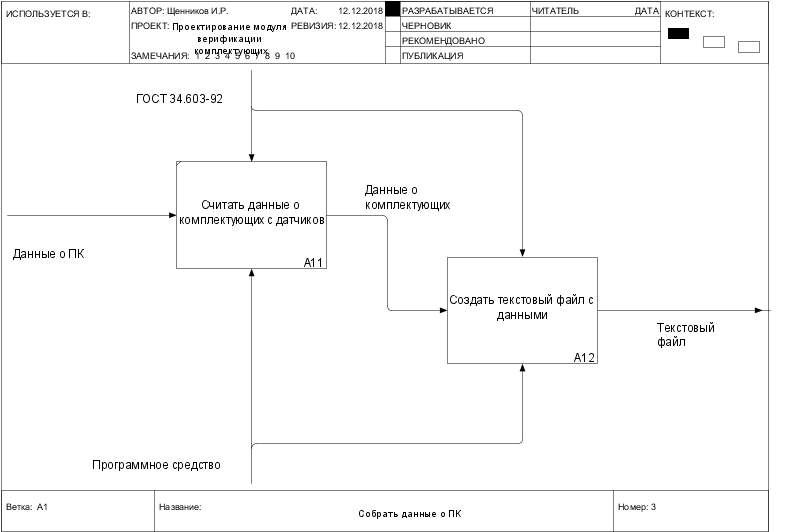 ИСПОЛЬЗУЕТСЯ В:
АВТОР: Щенников И.Р.
ДАТА: 12.12.2018
РАЗРАБАТЫВАЕТСЯ
ЧИТАТЕЛЬ
ДАТА
КОНТЕКСТ:
ПРОЕКТ: Проектирование модуля
верификации
комплектующих
РЕВИЗИЯ: 12.12.2018
ЧЕРНОВИК
РЕКОМЕНДОВАНО
ЗАМЕЧАНИЯ: 1 2 3 4 5 6 7 8 9 10
ПУБЛИКАЦИЯ
ГОСТ 34.603-92
Считать данные о
комплектующих с датчиков
A11
Данные о
комплектующих
Данные о ПК
Создать текстовый файл с
данными
A12
Текстовый
файл
Программное средство
Ветка: A1
Название:
Собрать данные о ПК
Номер: 3